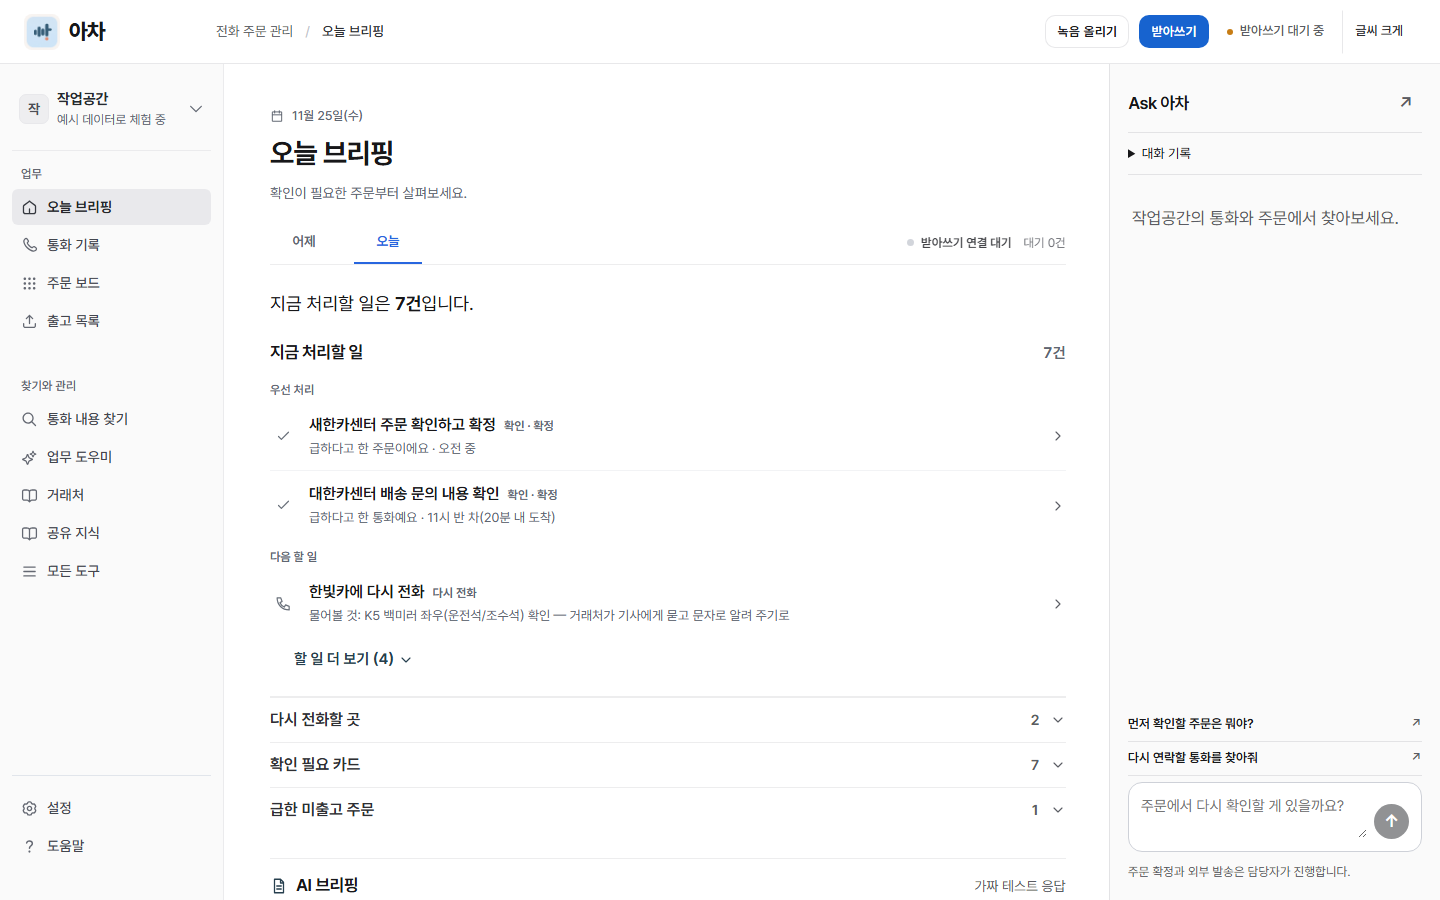 아차
전화 주문 관리 / 오늘 브리핑
녹음 올리기
받아쓰기
받아쓰기 대기 중
글씨 크게
작
작업공간
예시 데이터로 체험 중
업무
오늘 브리핑
통화 기록
주문 보드
출고 목록
찾기와 관리
통화 내용 찾기
업무 도우미
거래처
공유 지식
모든 도구
설정
도움말
11월 25일(수)
오늘 브리핑
확인이 필요한 주문부터 살펴보세요.
어제
오늘
받아쓰기 연결 대기 대기 0건
지금 처리할 일은 7건입니다.
지금 처리할 일 7건
우선 처리
새한카센터 주문 확인하고 확정 확인 · 확정
급하다고 한 주문이에요 · 오전 중
대한카센터 배송 문의 내용 확인 확인 · 확정
급하다고 한 통화예요 · 11시 반 차(20분 내 도착)
다음 할 일
한빛카에 다시 전화 다시 전화
물어볼 것: K5 백미러 좌우(운전석/조수석) 확인 — 거래처가 기사에게 묻고 문자로 알려 주기로
할 일 더 보기 (4)
다시 전화할 곳 2
확인 필요 카드 7
급한 미출고 주문 1
AI 브리핑 가짜 테스트 응답
Ask 아차
대화 기록
작업공간의 통화와 주문에서 찾아보세요.
먼저 확인할 주문은 뭐야?
다시 연락할 통화를 찾아줘
주문에서 다시 확인할 게 있을까요?
주문 확정과 외부 발송은 담당자가 진행합니다.